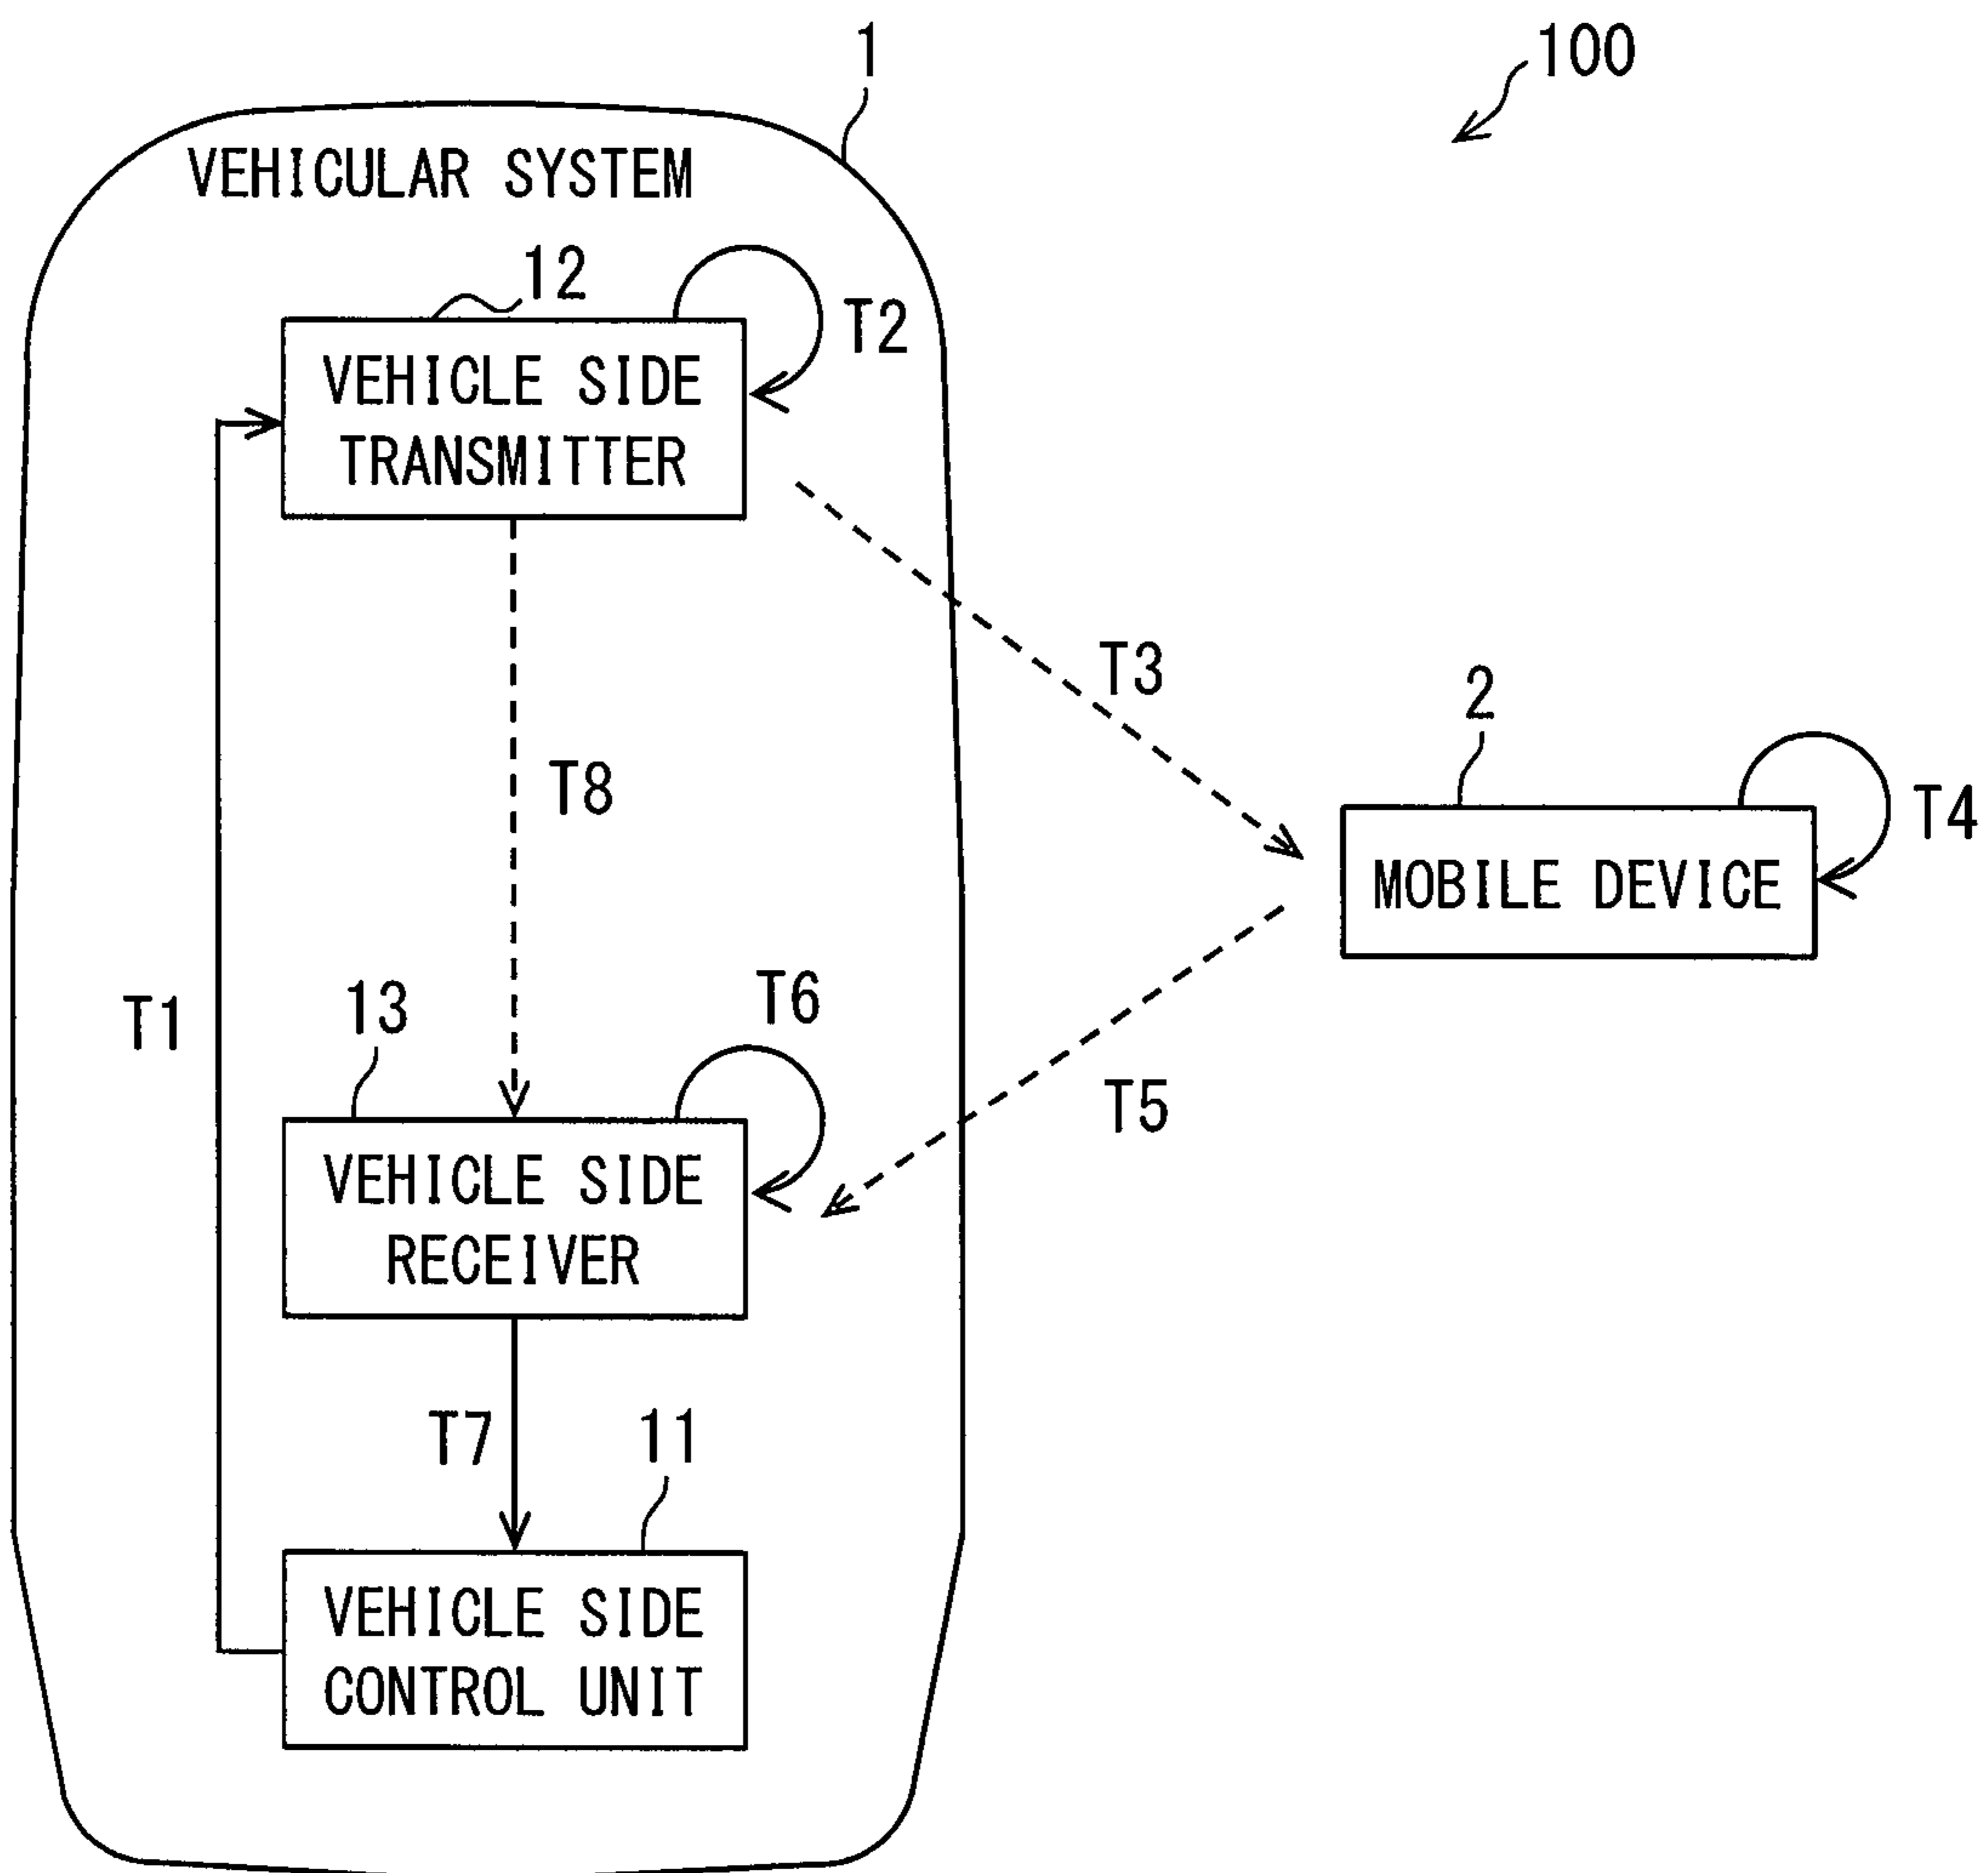 1
100
VEHICULAR SYSTEM
12
T2
VEHICLE SIDE
TRANSMITTER
T3
2
T8
T4
MOBILE DEVICE
T1
13
T6
T5
VEHICLE SIDE
RECEIVER
T7
11
VEHICLE SIDE
CONTROL UNIT